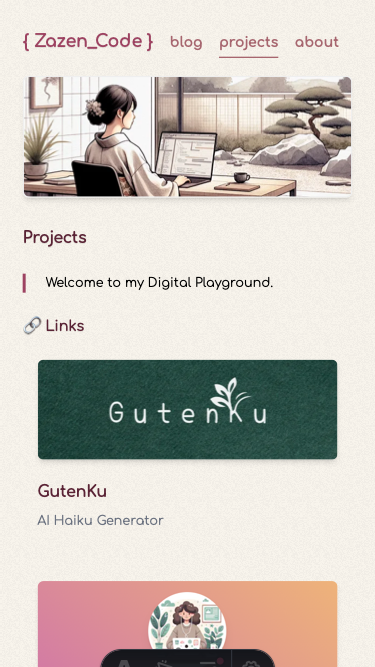 { Zazen_Code } blog projects about
Projects
Welcome to my Digital Playground.
🔗 Links
GutenKu
GutenKu
AI Haiku Generator